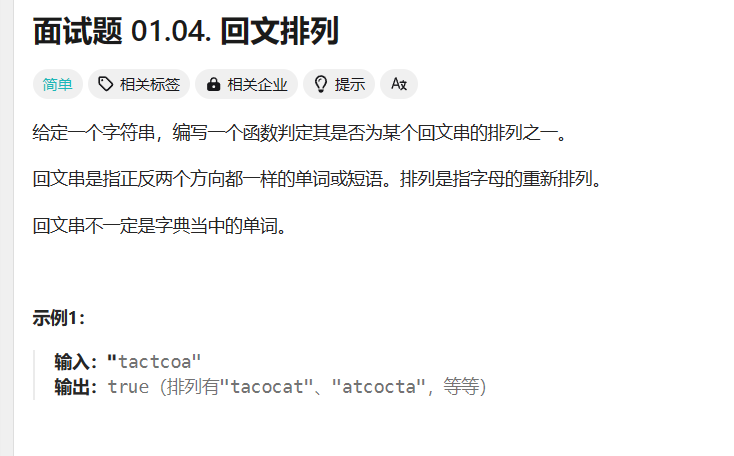 面试题 01.04. 回文排列
简单 相关标签 相关企业 提示 A文
给定一个字符串，编写一个函数判定其是否为某个回文串的排列之一。
回文串是指正反两个方向都一样的单词或短语。排列是指字母的重新排列。
回文串不一定是字典当中的单词。
示例1：
输入："tactcoa"
输出：true（排列有"tacocat"、"atcocta"，等等）